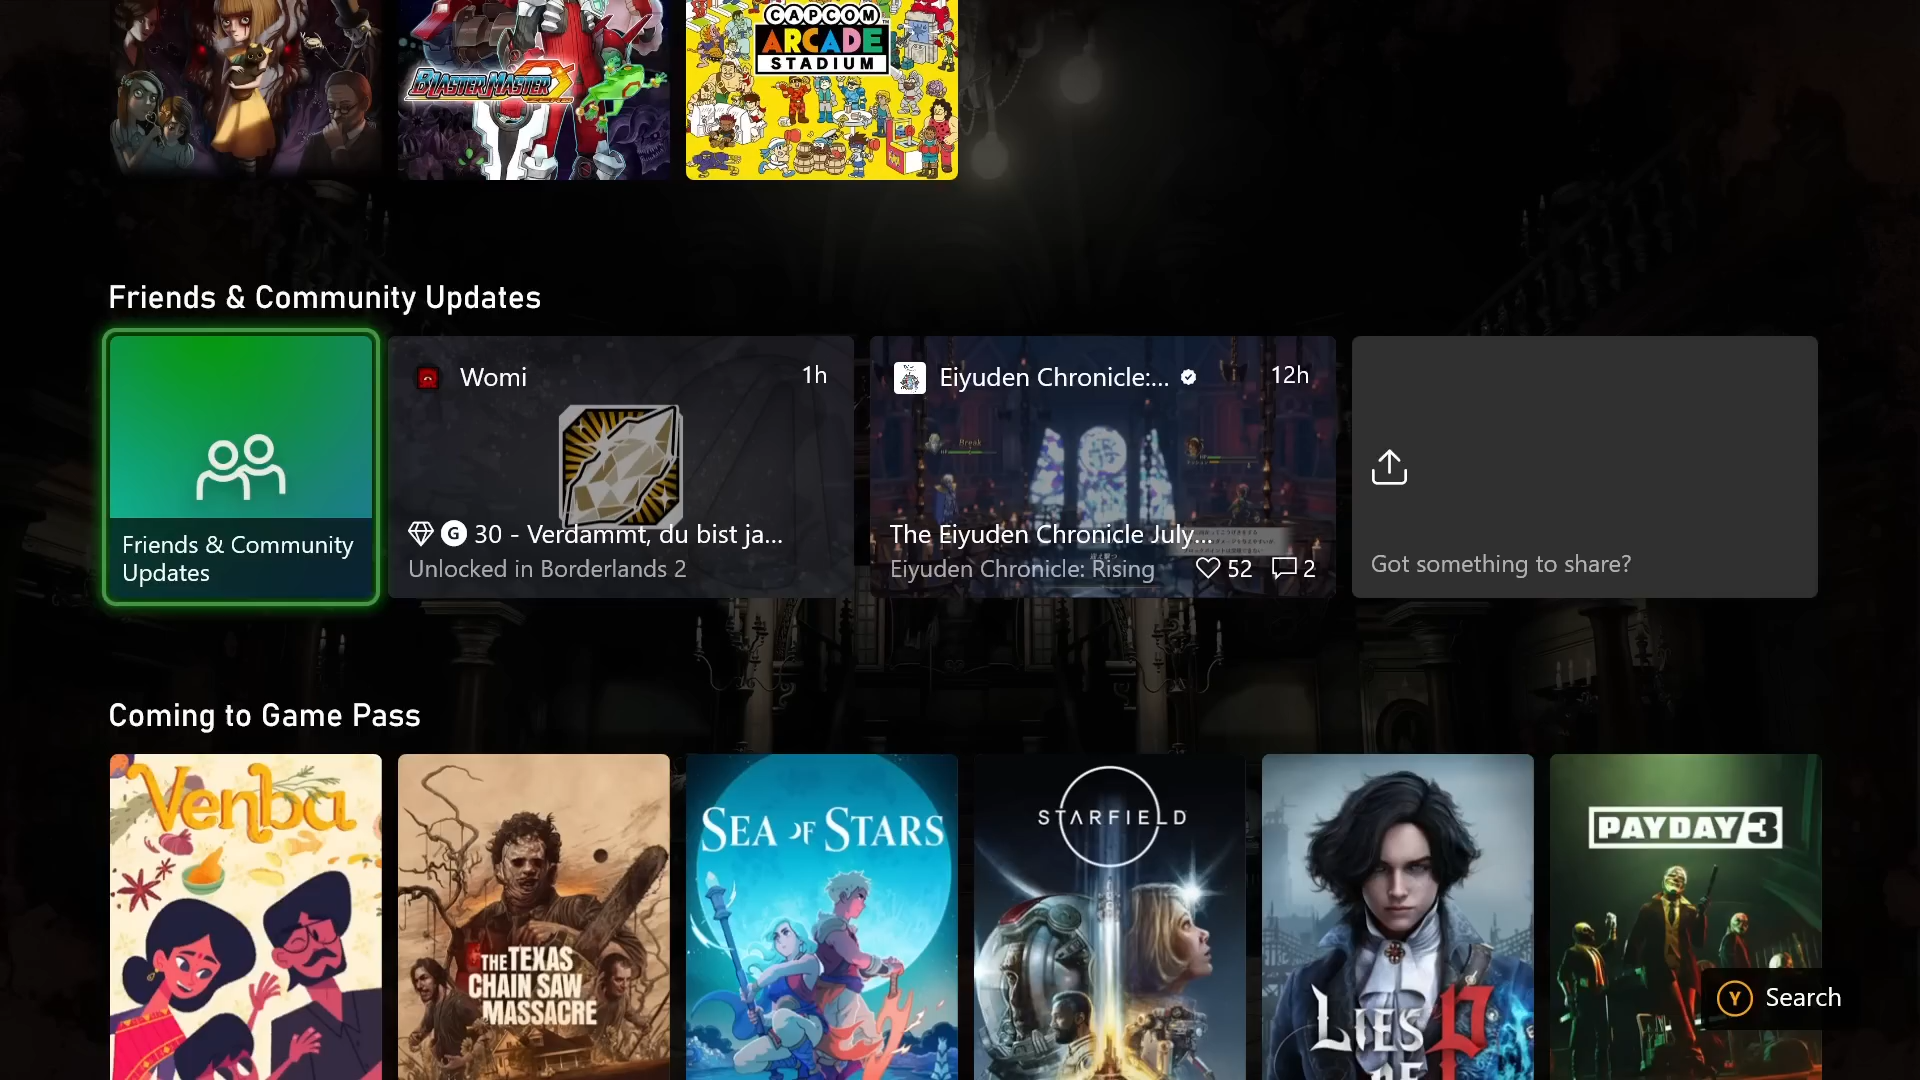 BLASTER MASTER
CAPCOM
ARCADE
STADIUM
Friends & Community Updates
Friends & Community
Updates
Womi
1h
G
30 - Verdammt, du bist ja...
Unlocked in Borderlands 2
Eiyuden Chronicle:...
12h
Break
The Eiyuden Chronicle July...
Eiyuden Chronicle: Rising
52
2
Got something to share?
Coming to Game Pass
Venba
THE TEXAS
CHAIN SAW
MASSACRE
SEA OF STARS
STARFIELD
LIES
OF
P
PAYDAY 3
Y
Search